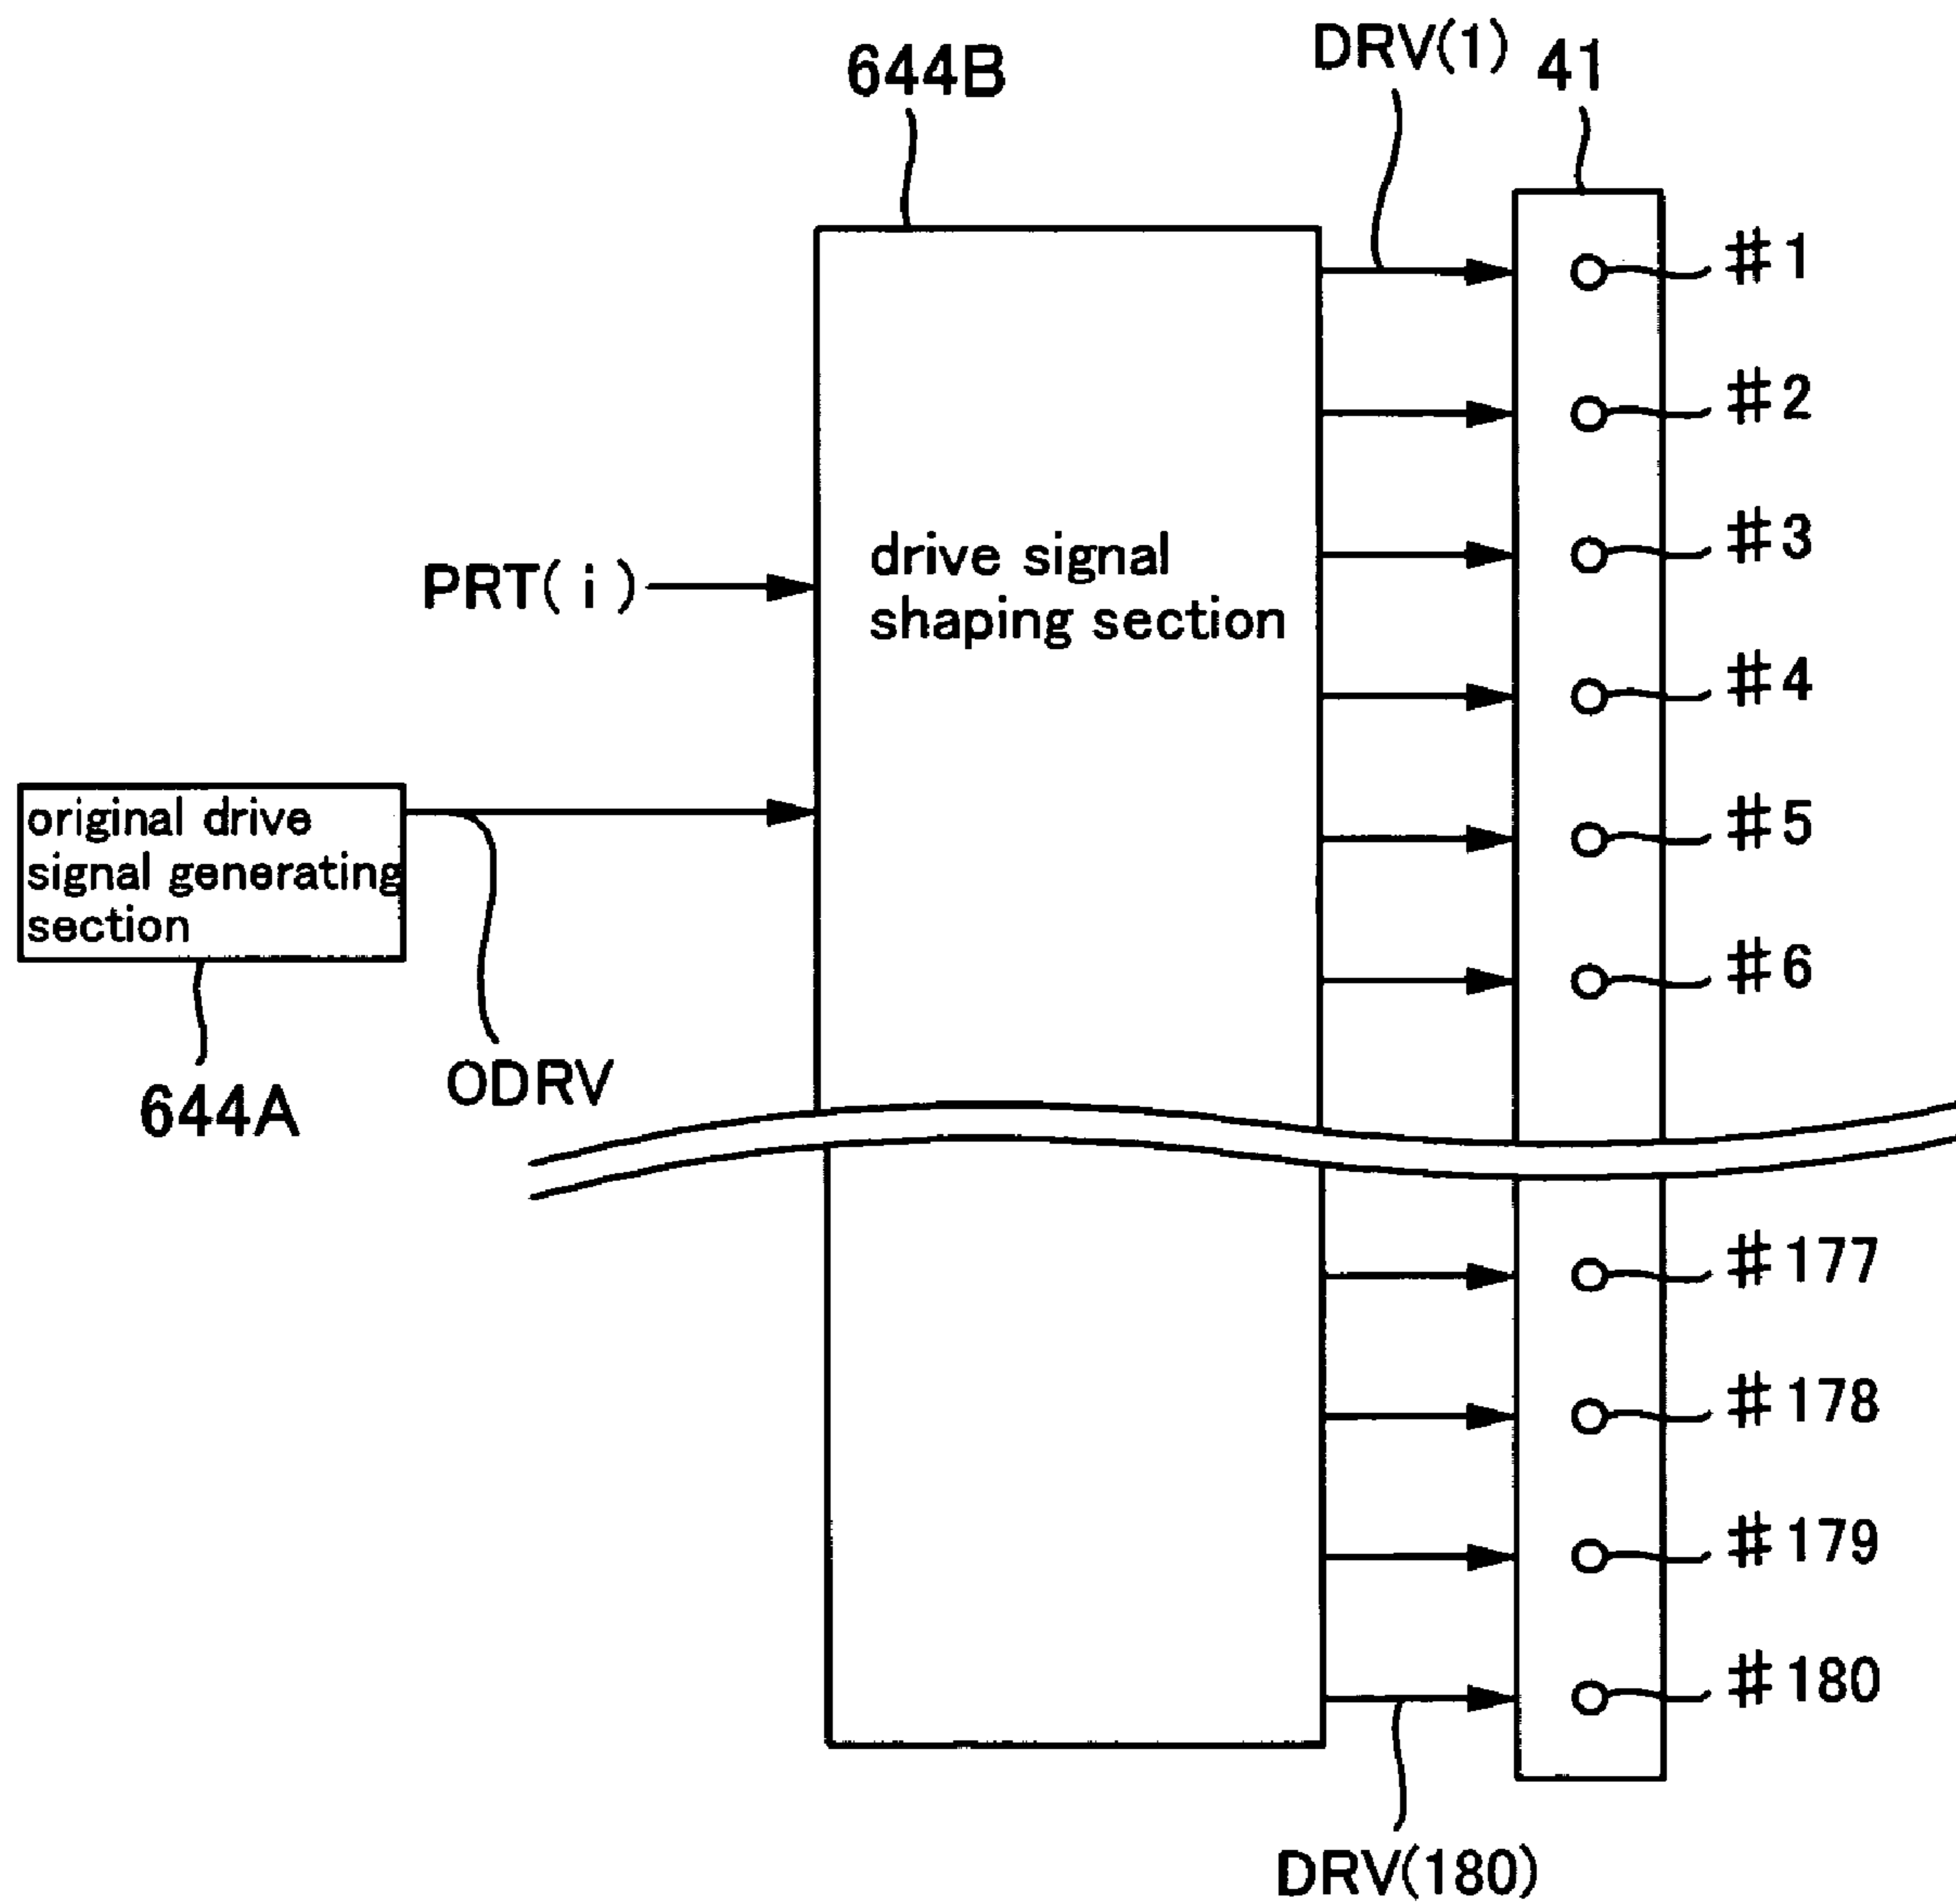 644B
DRV(1)
41
#1
#2
#3
#4
#5
#6
PRT(i)
drive signal
shaping section
original drive
signal generating
section
ODRV
644A
#177
#178
#179
#180
DRV(180)